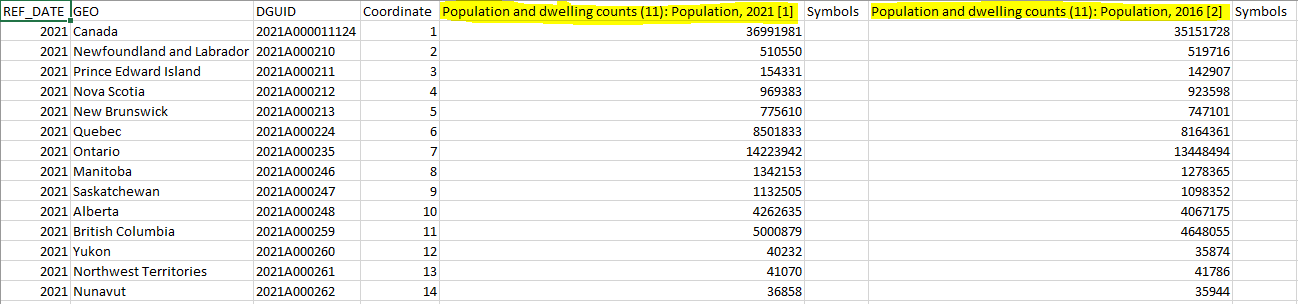 REF_DATE GEO DGUID Coordinate Population and dwelling counts (11): Population, 2021 [1] Symbols Population and dwelling counts (11): Population, 2016 [2] Symbols
2021 Canada 2021A000011124 1 36991981 35151728
2021 Newfoundland and Labrador 2021A000210 2 510550 519716
2021 Prince Edward Island 2021A000211 3 154331 142907
2021 Nova Scotia 2021A000212 4 969383 923598
2021 New Brunswick 2021A000213 5 775610 747101
2021 Quebec 2021A000224 6 8501833 8164361
2021 Ontario 2021A000235 7 14223942 13448494
2021 Manitoba 2021A000246 8 1342153 1278365
2021 Saskatchewan 2021A000247 9 1132505 1098352
2021 Alberta 2021A000248 10 4262635 4067175
2021 British Columbia 2021A000259 11 5000879 4648055
2021 Yukon 2021A000260 12 40232 35874
2021 Northwest Territories 2021A000261 13 41070 41786
2021 Nunavut 2021A000262 14 36858 35944